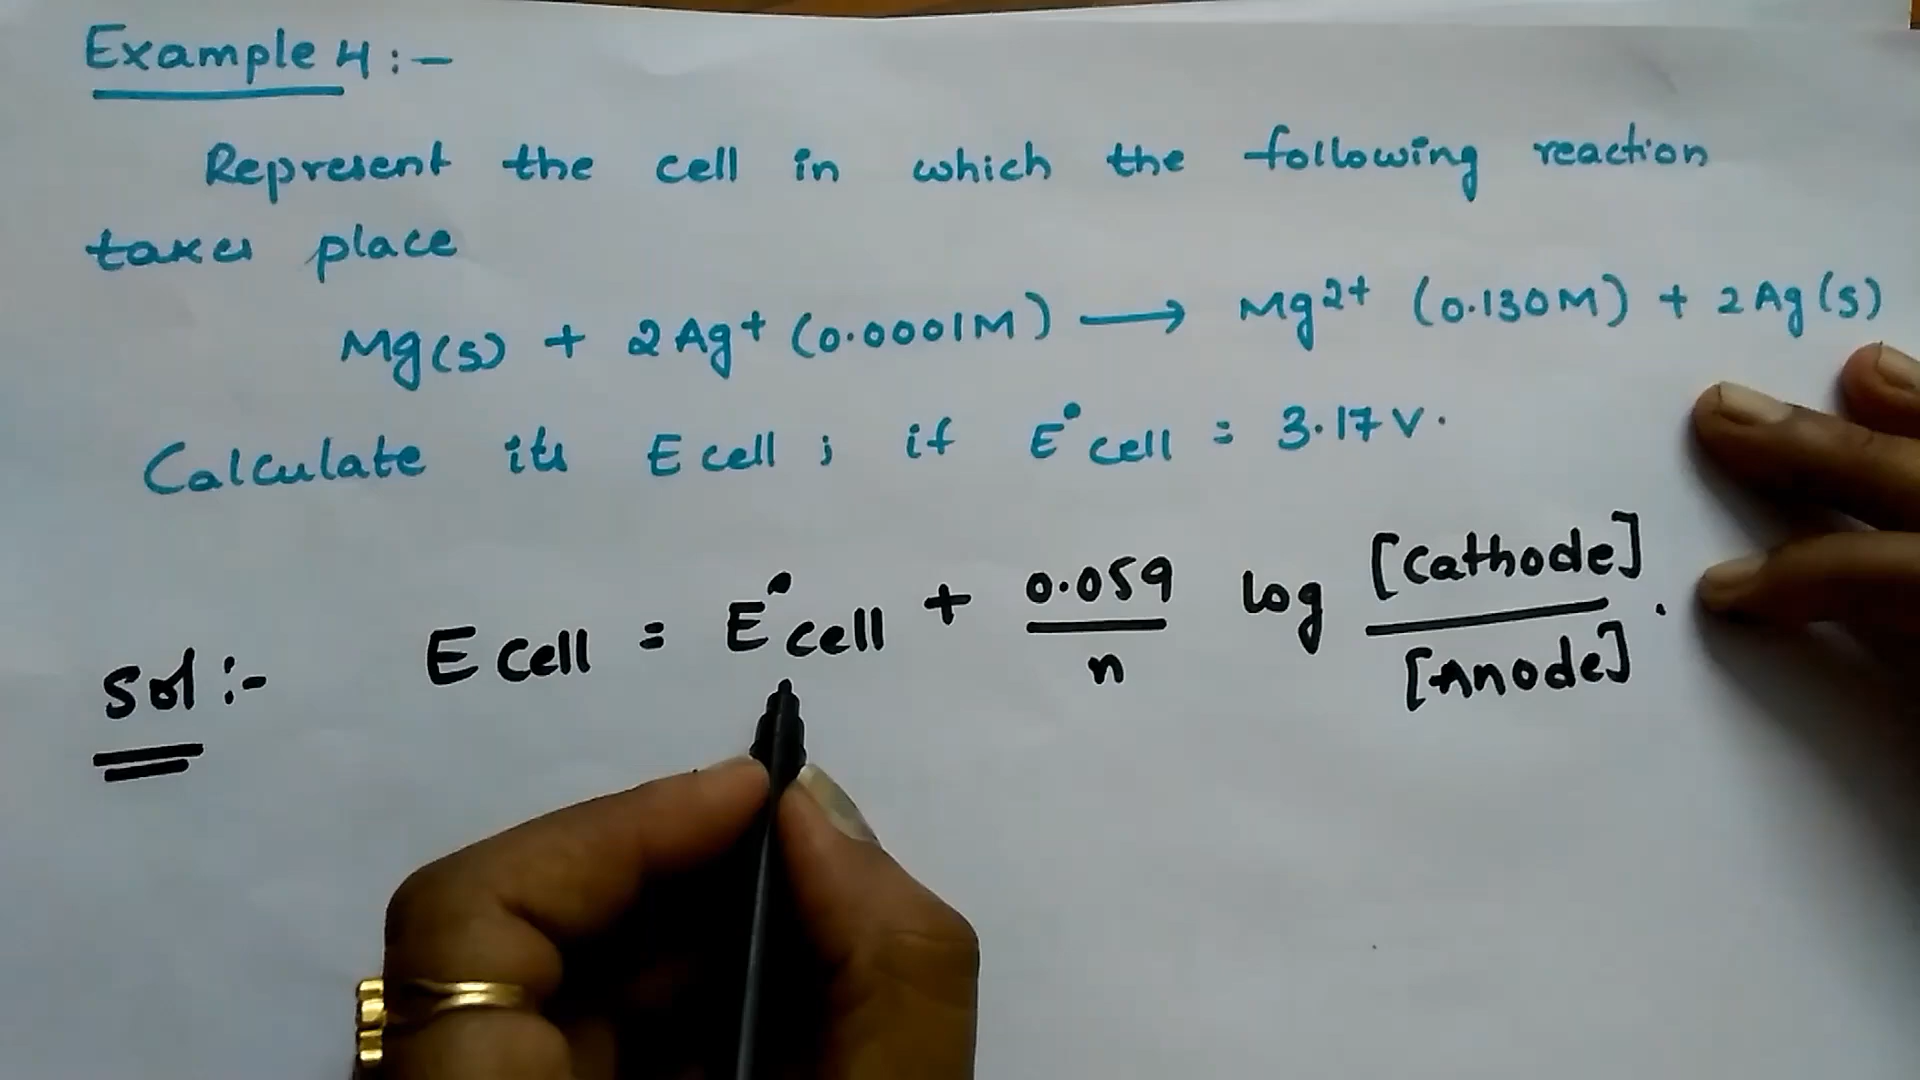 Example 4:-
Represent the cell in which the following reaction
takes place
Mg(s) + 2Ag+ (0.0001M) → Mg2+ (0.130M) + 2Ag(s)
Calculate its E cell ; if E° cell = 3.17V.
Sol:- E cell = E° cell + 0.059/n log [Cathode]/[Anode].